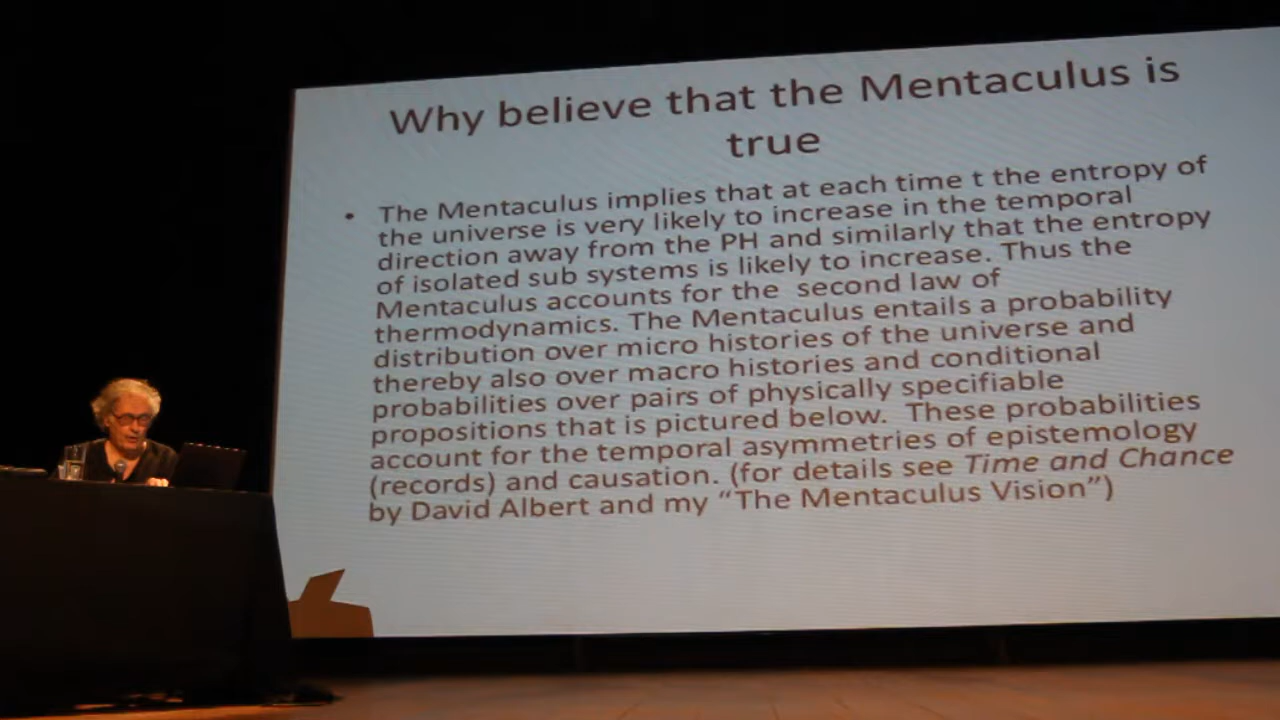 Why believe that the Mentaculus is
true
• The Mentaculus implies that at each time t the entropy of
the universe is very likely to increase in the temporal
direction away from the PH and similarly that the entropy
of isolated sub systems is likely to increase. Thus the
Mentaculus accounts for the second law of
thermodynamics. The Mentaculus entails a probability
distribution over micro histories of the universe and
thereby also over macro histories and conditional
probabilities over pairs of physically specifiable
propositions that is pictured below. These probabilities
account for the temporal asymmetries of epistemology
(records) and causation. (for details see Time and Chance
by David Albert and my “The Mentaculus Vision”)